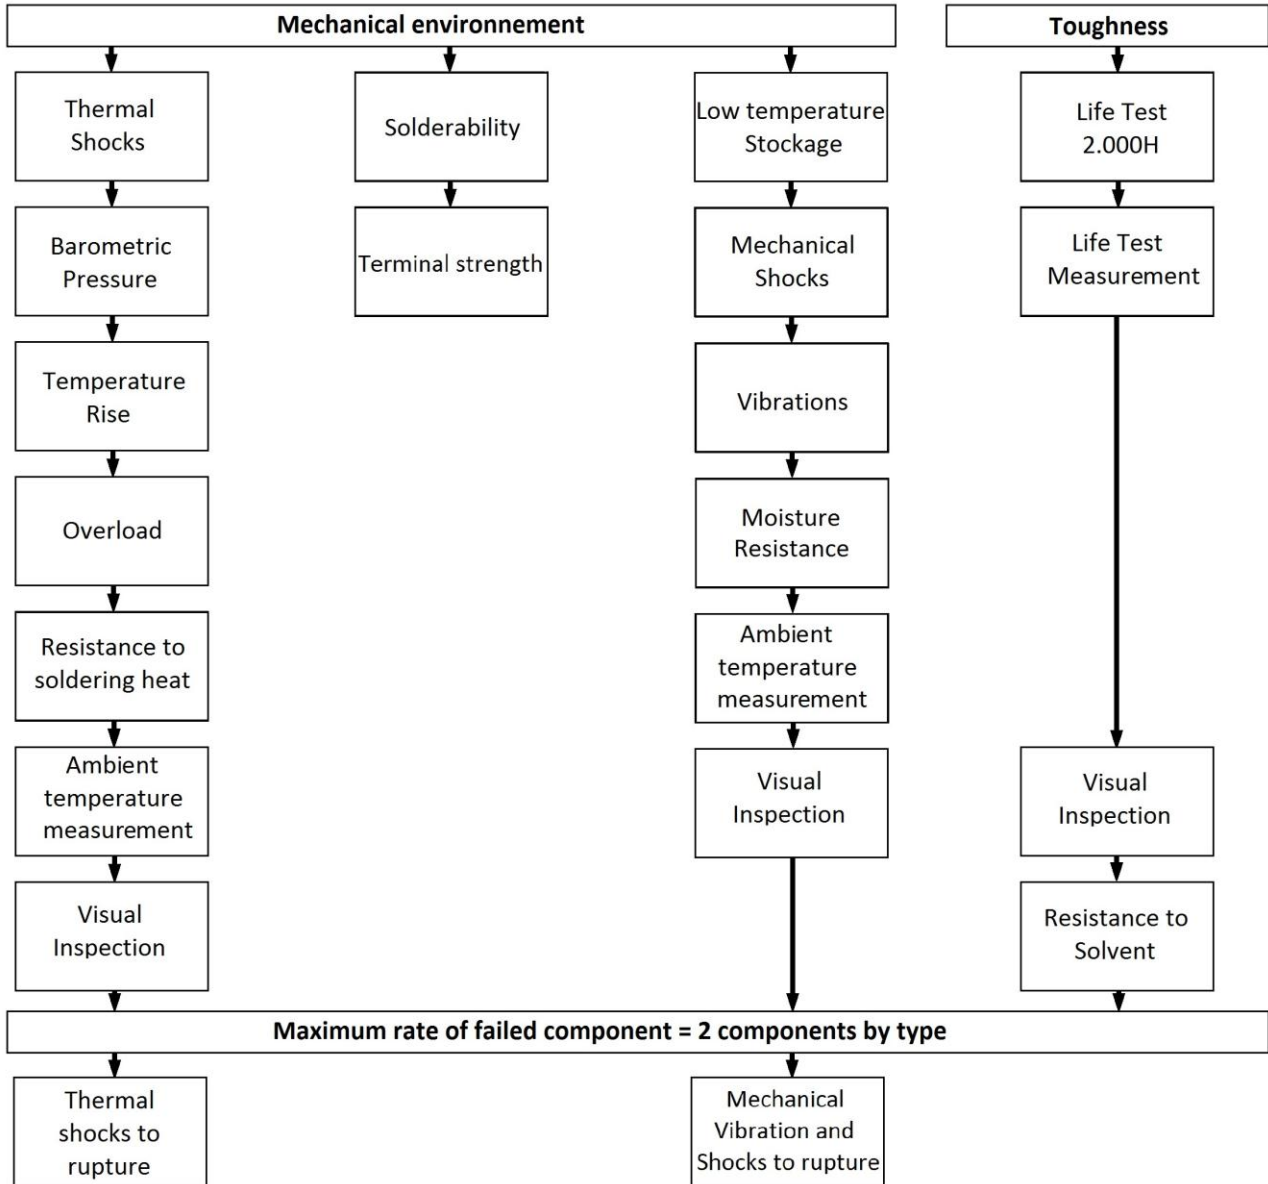 Mechanical environnement
Thermal
Shocks
Barometric
Pressure
Temperature
Rise
Overload
Resistance to
soldering heat
Ambient
temperature
measurement
Visual
Inspection
Solderability
Terminal strength
Low temperature
Stockage
Mechanical
Shocks
Vibrations
Moisture
Resistance
Ambient
temperature
measurement
Visual
Inspection
Toughness
Life Test
2.000H
Life Test
Measurement
Visual
Inspection
Resistance to
Solvent
Maximum rate of failed component = 2 components by type
Thermal
shocks to
rupture
Mechanical
Vibration and
Shocks to rupture